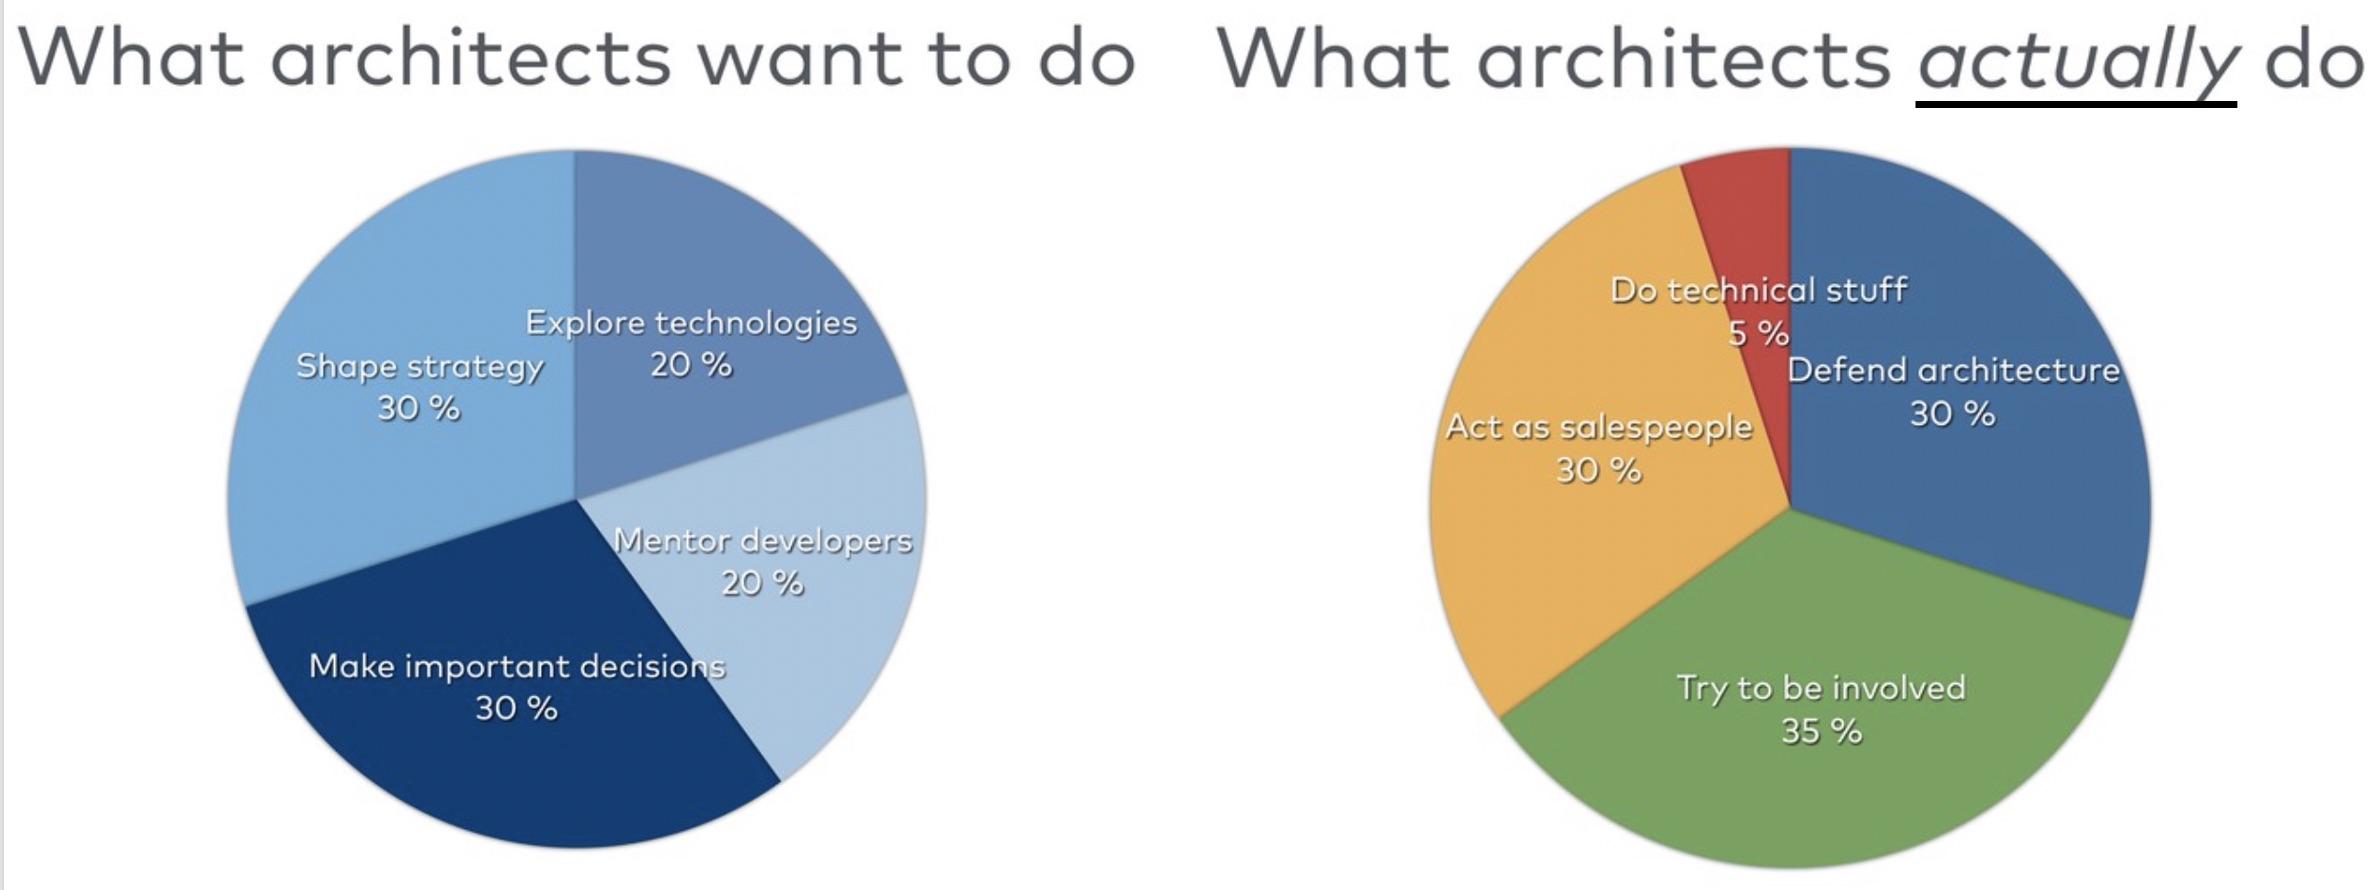 What architects want to do
Explore technologies
20 %
Shape strategy
30 %
Mentor developers
20 %
Make important decisions
30 %
What architects actually do
Do technical stuff
5 %
Defend architecture
30 %
Act as salespeople
30 %
Try to be involved
35 %